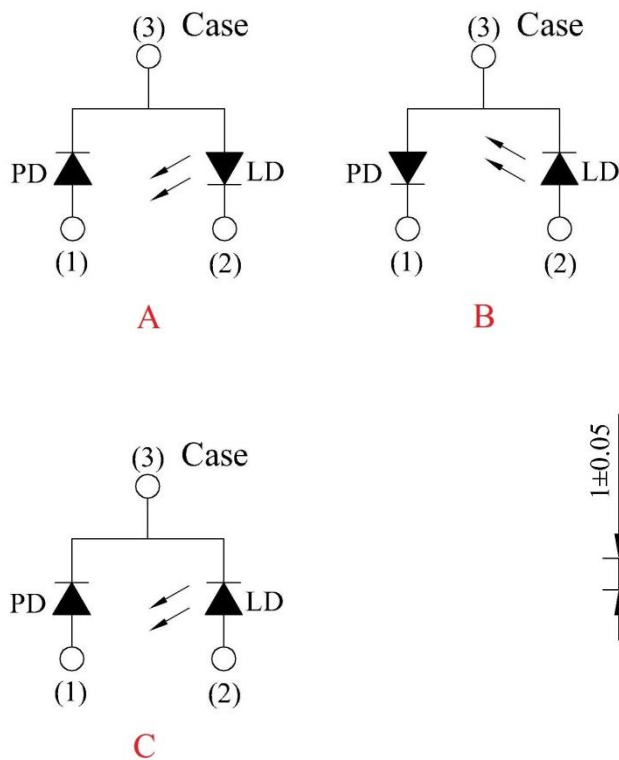 (3) Case
PD
LD
(1)
(2)
A
(3) Case
PD
LD
(1)
(2)
B
(3) Case
PD
LD
(1)
(2)
C
1±0.05